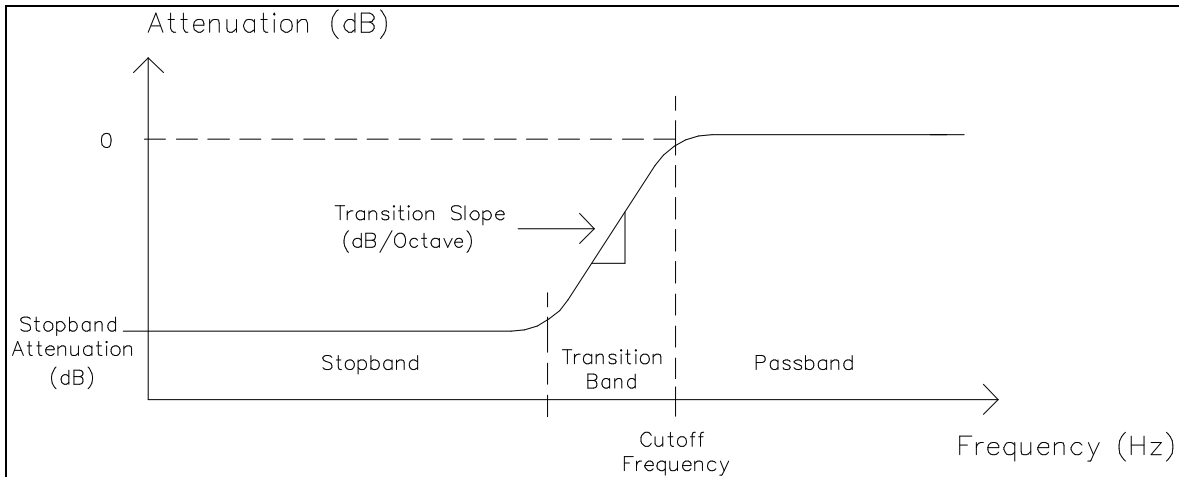 Attenuation (dB)
0
Transition Slope
(dB/Octave)
Stopband
Attenuation
(dB)
Stopband
Transition
Band
Passband
Cutoff
Frequency
Frequency (Hz)